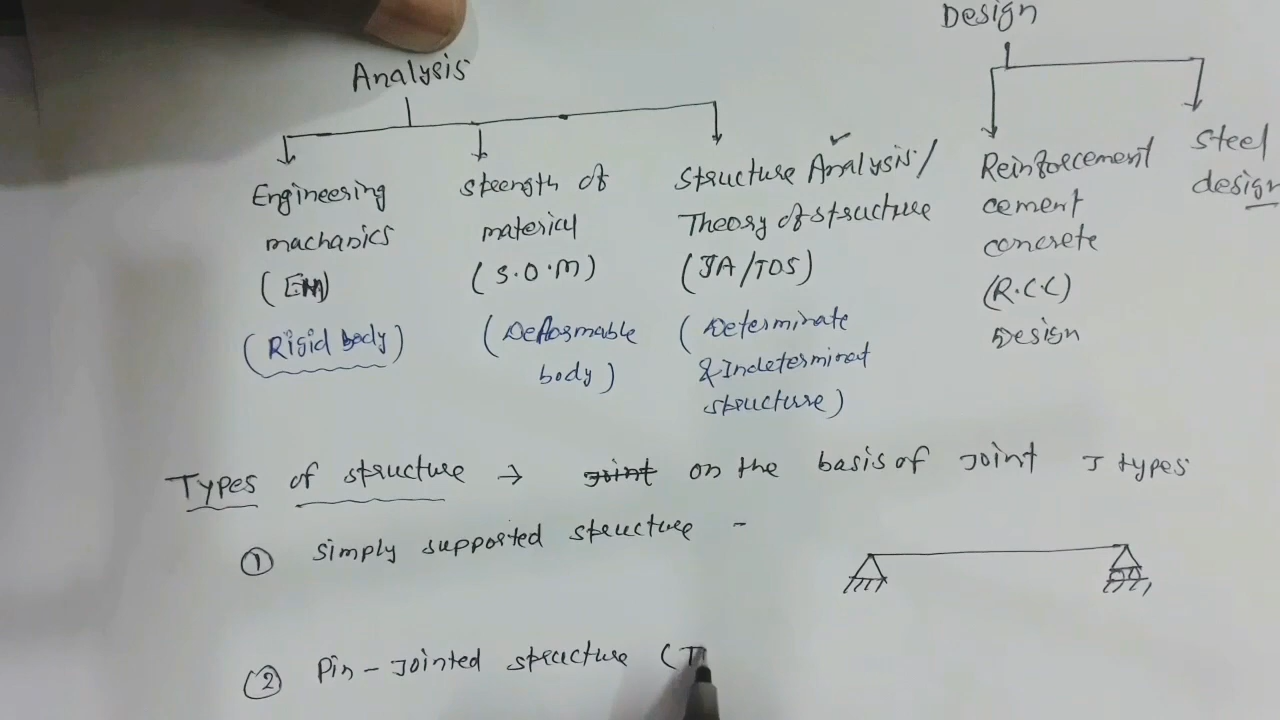 Analysis
Engineering
machanics
(EM)
(Rigid body)
strength of
material
(S.O.M)
(Deformable
body)
Structure Analysis/
Theory of structure
(SA/TOS)
(Determinate
& Indeterminat
structure)
Design
Reinforcement
cement
concrete
(R.C.C)
Design
Steel
design
Types of structure → Joint on the basis of Joint 3 types
① Simply supported structure -
② Pin-Jointed structure (T